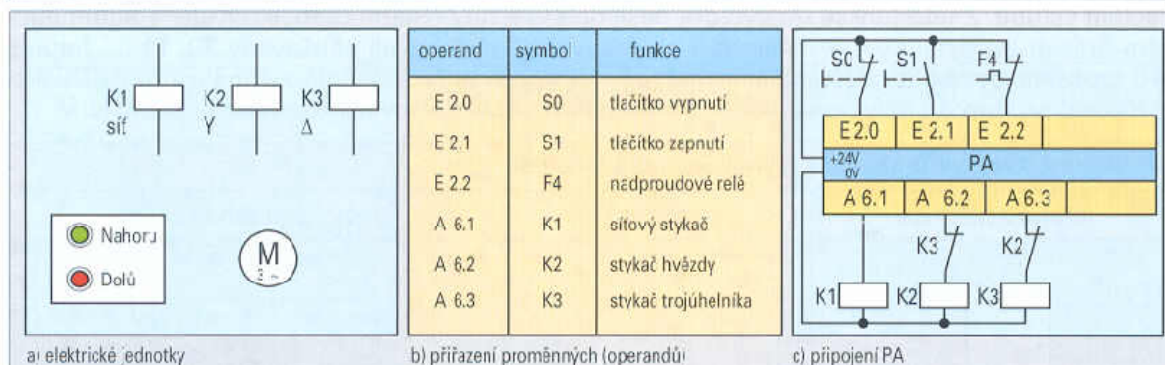 K1
síť
K2
Y
K3
Δ
Nahoru
Dolů
M
3 ~
a) elektrické jednotky
operand symbol funkce
E 2.0 S0 tlačítko vypnutí
E 2.1 S1 tlačítko zapnutí
E 2.2 F4 nadproudové relé
A 6.1 K1 síťový stykač
A 6.2 K2 stykač hvězdy
A 6.3 K3 stykač trojúhelníka
b) přiřazení proměnných (operandů)
S0 S1 F4
E 2.0 E 2.1 E 2.2
+24V
0V
PA
A 6.1 A 6.2 A 6.3
K3 K2
K1 K2 K3
c) připojení PA